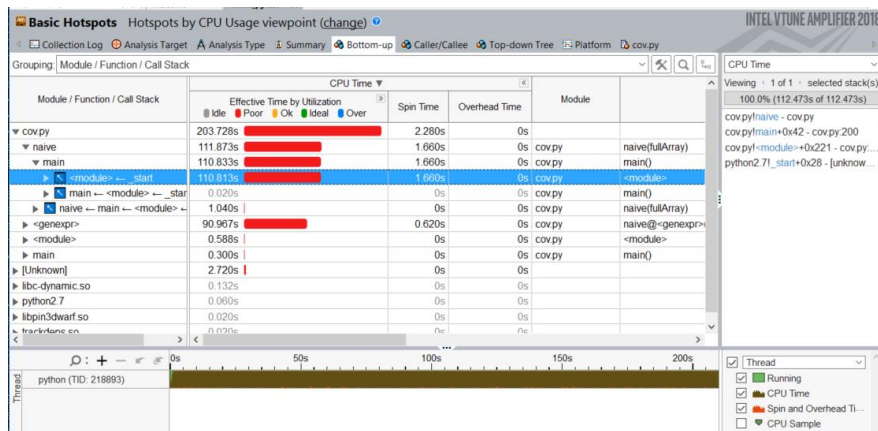 Basic Hotspots Hotspots by CPU Usage viewpoint (change)
INTEL VTUNE AMPLIFIER 2018
Collection Log Analysis Target Analysis Type Summary Bottom-up Caller/Callee Top-down Tree Platform cov.py
Grouping: Module / Function / Call Stack
CPU Time
Module / Function / Call Stack
CPU Time
Effective Time by Utilization
Idle Poor Ok Ideal Over
Spin Time
Overhead Time
Module
Viewing 1 of 1 selected stack(s)
100.0% (112.473s of 112.473s)
cov.py!naive - cov.py
cov.py!main+0x42 - cov.py:200
cov.py!<module>+0x221 - cov.py:...
python2.7!_start+0x28 - [unknow...
cov.py 203.728s 2.280s 0s
naive 111.873s 1.660s 0s cov.py naive(fullArray)
main 110.833s 1.660s 0s cov.py main()
<module> ← _start 110.813s 1.660s 0s cov.py <module>
main ← <module> ← _star 0.020s 0s 0s cov.py main()
naive ← main ← <module> ← 1.040s 0s 0s cov.py naive(fullArray)
<genexpr> 90.967s 0.620s 0s cov.py naive@<genexpr>
<module> 0.588s 0s 0s cov.py <module>
main 0.300s 0s 0s cov.py main()
[Unknown] 2.720s 0s 0s
libc-dynamic.so 0.132s 0s 0s
python2.7 0.060s 0s 0s
libpin3dwarf.so 0.020s 0s 0s
0s 50s 100s 150s 200s
Thread
python (TID: 218893)
Thread
Running
CPU Time
Spin and Overhead Ti...
CPU Sample